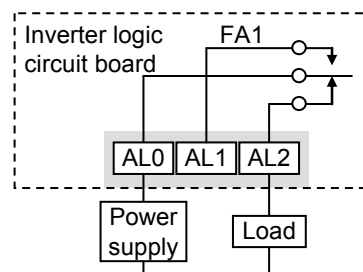 Inverter logic
circuit board
FA1
AL0
AL1
AL2
Power
supply
Load